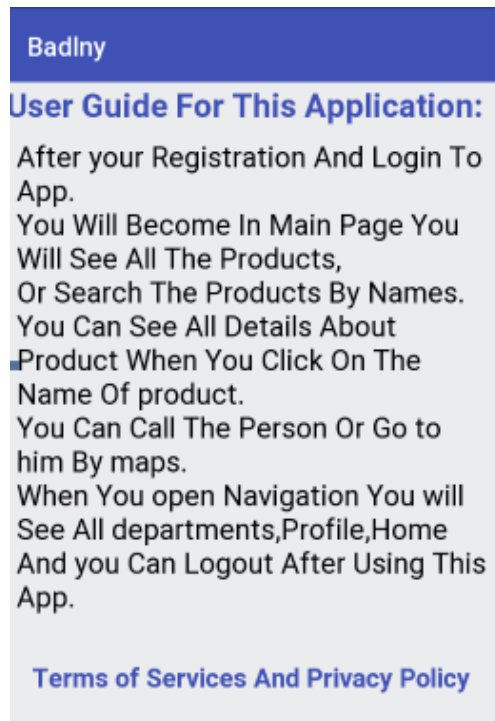 Badlny
User Guide For This Application:
After your Registration And Login To
App.
You Will Become In Main Page You
Will See All The Products,
Or Search The Products By Names.
You Can See All Details About
Product When You Click On The
Name Of product.
You Can Call The Person Or Go to
him By maps.
When You open Navigation You will
See All departments,Profile,Home
And you Can Logout After Using This
App.
Terms of Services And Privacy Policy